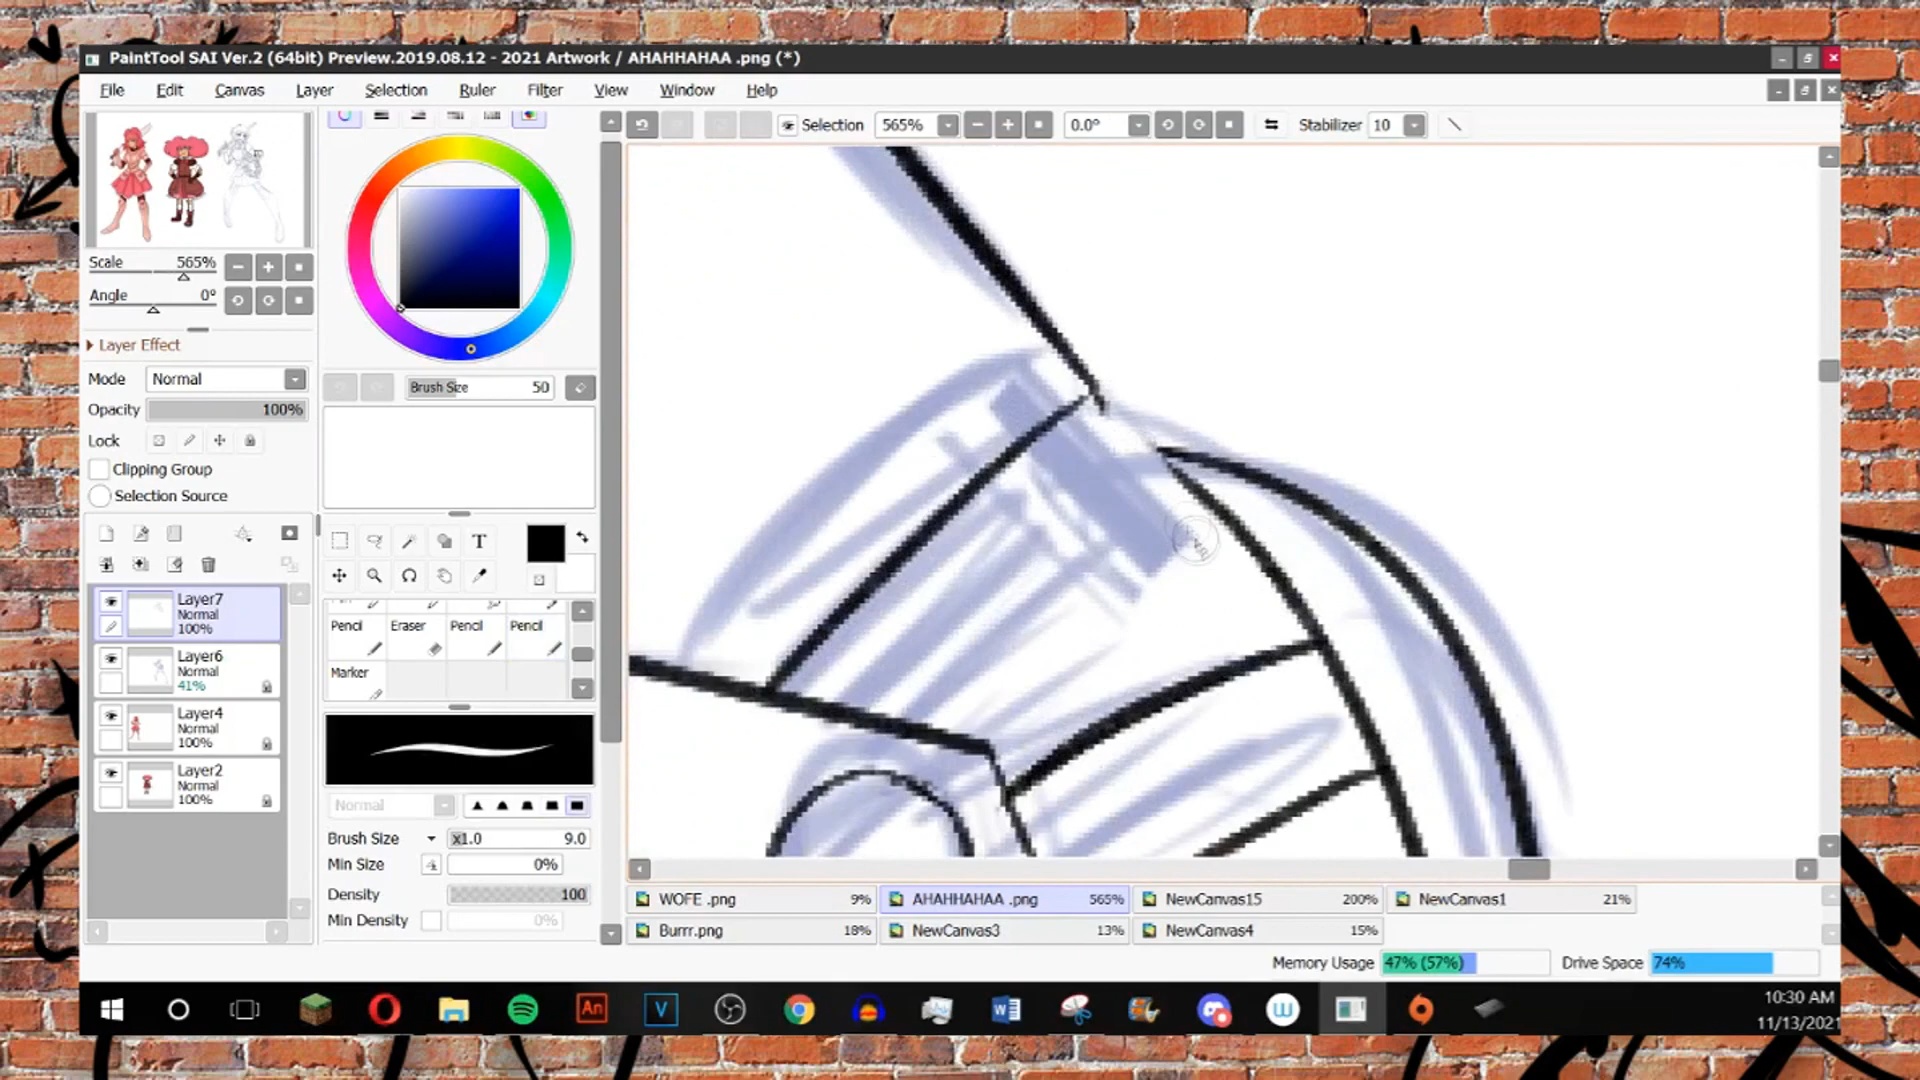 PaintTool SAI Ver.2 (64bit) Preview.2019.08.12 - 2021 Artwork / AHAHHAHAA .png (*)
File Edit Canvas Layer Selection Ruler Filter View Window Help
Selection 565% 0.0° Stabilizer 10
Scale 565%
Angle 0°
Layer Effect
Mode Normal
Opacity 100%
Lock
Clipping Group
Selection Source
Layer7
Normal
100%
Layer6
Normal
41%
Layer4
Normal
100%
Layer2
Normal
100%
Brush Size 50
T
Pencil Eraser Pencil Pencil
Marker
Normal
Brush Size x1.0 9.0
Min Size 0%
Density 100
Min Density 0%
WOFE .png 9% AHAHHAHAA .png 565% NewCanvas15 200% NewCanvas1 21%
Burrr.png 18% NewCanvas3 13% NewCanvas4 15%
Memory Usage 47% (57%) Drive Space 74%
An V W W
10:30 AM
11/13/2021